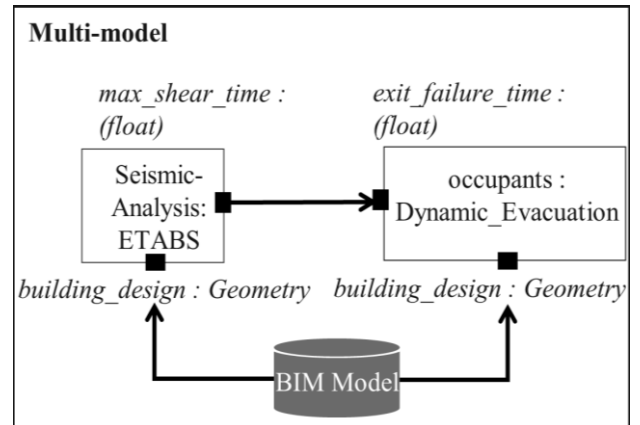 Multi-model
max_shear_time :
(float)
exit_failure_time :
(float)
Seismic-
Analysis:
ETABS
occupants :
Dynamic_Evacuation
building_design : Geometry
building_design : Geometry
BIM Model